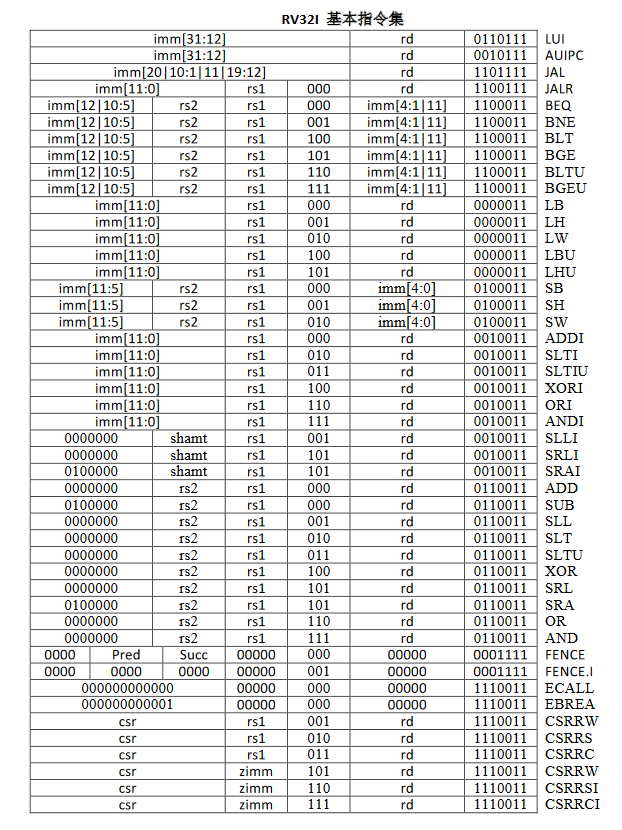 RV32I 基本指令集
imm[31:12] rd 0110111 LUI
imm[31:12] rd 0010111 AUIPC
imm[20|10:1|11|19:12] rd 1101111 JAL
imm[11:0] rs1 000 rd 1100111 JALR
imm[12|10:5] rs2 rs1 000 imm[4:1|11] 1100011 BEQ
imm[12|10:5] rs2 rs1 001 imm[4:1|11] 1100011 BNE
imm[12|10:5] rs2 rs1 100 imm[4:1|11] 1100011 BLT
imm[12|10:5] rs2 rs1 101 imm[4:1|11] 1100011 BGE
imm[12|10:5] rs2 rs1 110 imm[4:1|11] 1100011 BLTU
imm[12|10:5] rs2 rs1 111 imm[4:1|11] 1100011 BGEU
imm[11:0] rs1 000 rd 0000011 LB
imm[11:0] rs1 001 rd 0000011 LH
imm[11:0] rs1 010 rd 0000011 LW
imm[11:0] rs1 100 rd 0000011 LBU
imm[11:0] rs1 101 rd 0000011 LHU
imm[11:5] rs2 rs1 000 imm[4:0] 0100011 SB
imm[11:5] rs2 rs1 001 imm[4:0] 0100011 SH
imm[11:5] rs2 rs1 010 imm[4:0] 0100011 SW
imm[11:0] rs1 000 rd 0010011 ADDI
imm[11:0] rs1 010 rd 0010011 SLTI
imm[11:0] rs1 011 rd 0010011 SLTIU
imm[11:0] rs1 100 rd 0010011 XORI
imm[11:0] rs1 110 rd 0010011 ORI
imm[11:0] rs1 111 rd 0010011 ANDI
0000000 shamt rs1 001 rd 0010011 SLLI
0000000 shamt rs1 101 rd 0010011 SRLI
0100000 shamt rs1 101 rd 0010011 SRAI
0000000 rs2 rs1 000 rd 0110011 ADD
0100000 rs2 rs1 000 rd 0110011 SUB
0000000 rs2 rs1 001 rd 0110011 SLL
0000000 rs2 rs1 010 rd 0110011 SLT
0000000 rs2 rs1 011 rd 0110011 SLTU
0000000 rs2 rs1 100 rd 0110011 XOR
0000000 rs2 rs1 101 rd 0110011 SRL
0100000 rs2 rs1 101 rd 0110011 SRA
0000000 rs2 rs1 110 rd 0110011 OR
0000000 rs2 rs1 111 rd 0110011 AND
0000 Pred Succ 00000 000 00000 0001111 FENCE
0000 0000 0000 00000 001 00000 0001111 FENCE.I
000000000000 00000 000 00000 1110011 ECALL
000000000001 00000 000 00000 1110011 EBREA
csr rs1 001 rd 1110011 CSRRW
csr rs1 010 rd 1110011 CSRRS
csr rs1 011 rd 1110011 CSRRC
csr zimm 101 rd 1110011 CSRRW
csr zimm 110 rd 1110011 CSRRSI
csr zimm 111 rd 1110011 CSRRCI